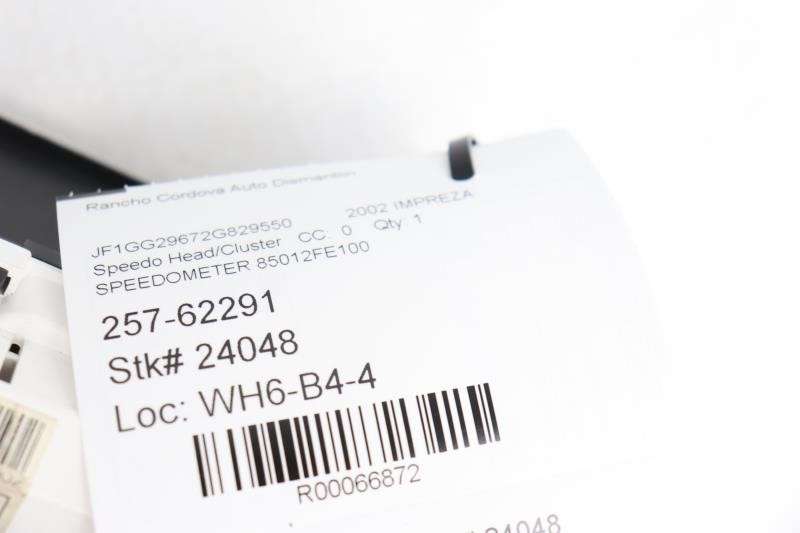 Rancho Cordova Auto Dismantlin
JF1GG29672G829550 2002 IMPREZA
Speedo Head/Cluster CC: 0 Qty: 1
SPEEDOMETER 85012FE100
257-62291
Stk# 24048
Loc: WH6-B4-4
R00066872
24048